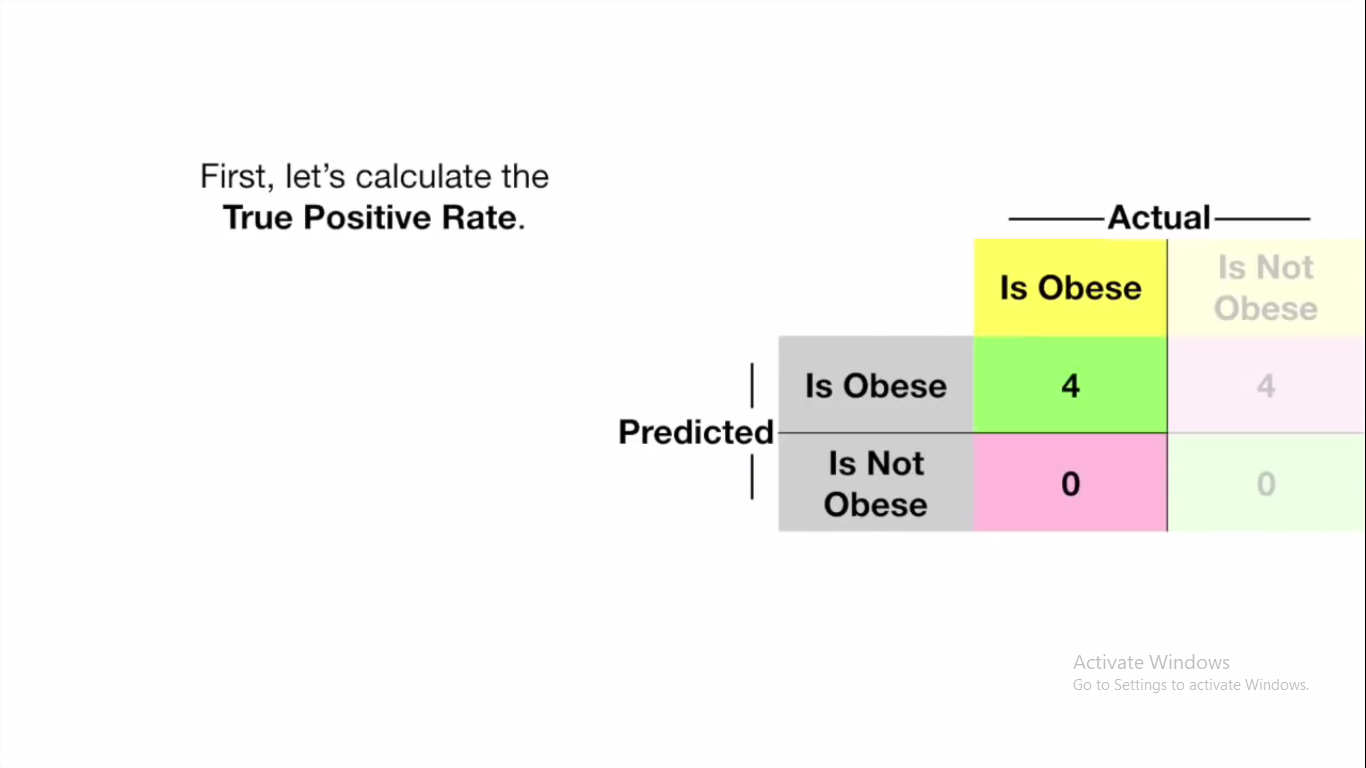 First, let's calculate the
True Positive Rate.
Actual
Is Obese
Is Not
Obese
Is Obese
4
4
Predicted
Is Not
Obese
0
0
Activate Windows
Go to Settings to activate Windows.